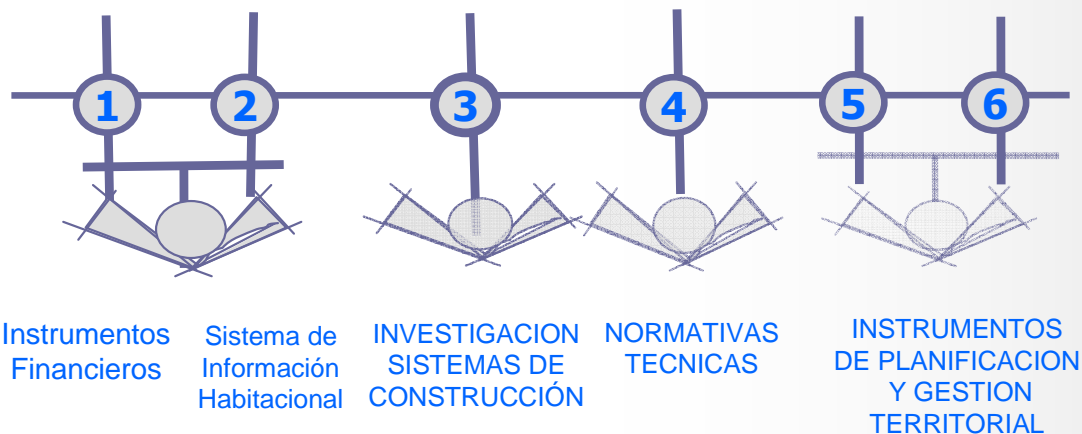 1
2
3
4
5
6
Instrumentos
Financieros
Sistema de
Información
Habitacional
INVESTIGACION
SISTEMAS DE
CONSTRUCCIÓN
NORMATIVAS
TECNICAS
INSTRUMENTOS
DE PLANIFICACION
Y GESTION
TERRITORIAL